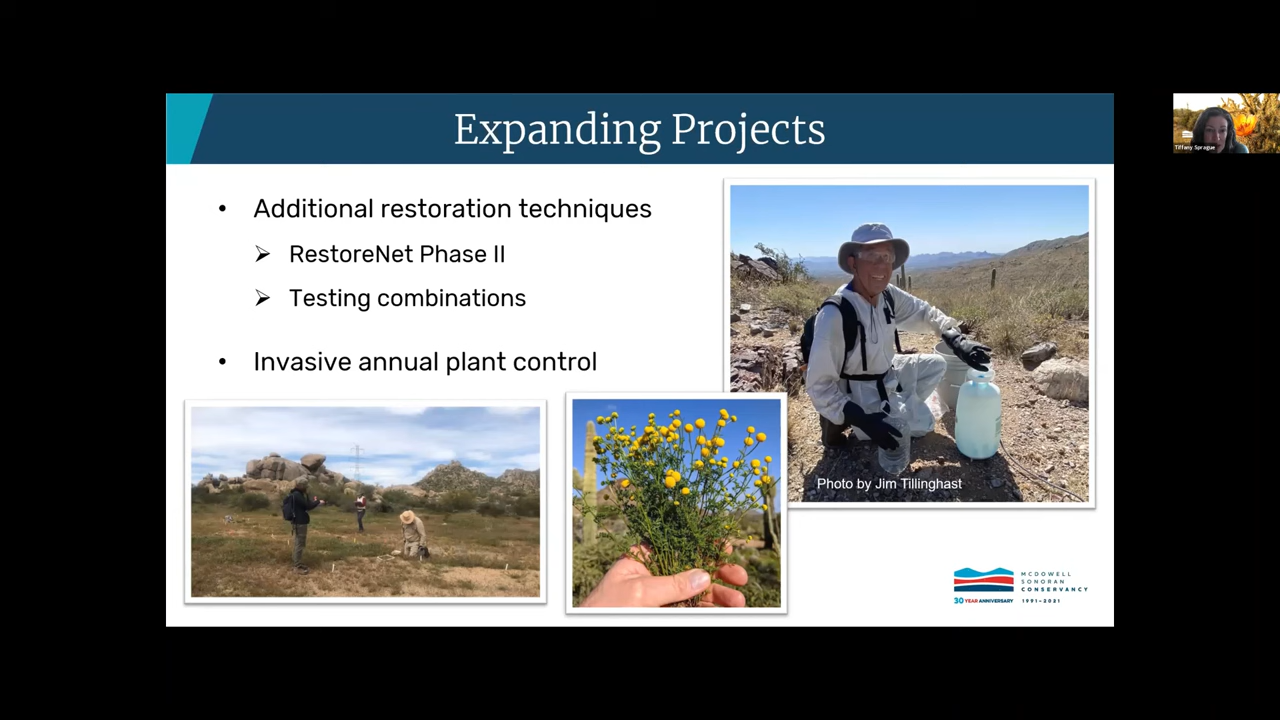 Expanding Projects
Tiffany Sprague
• Additional restoration techniques
➢ RestoreNet Phase II
➢ Testing combinations
• Invasive annual plant control
Photo by Jim Tillinghast
MCDOWELL
SONORAN
CONSERVANCY
30 YEAR ANNIVERSARY 1991-2021